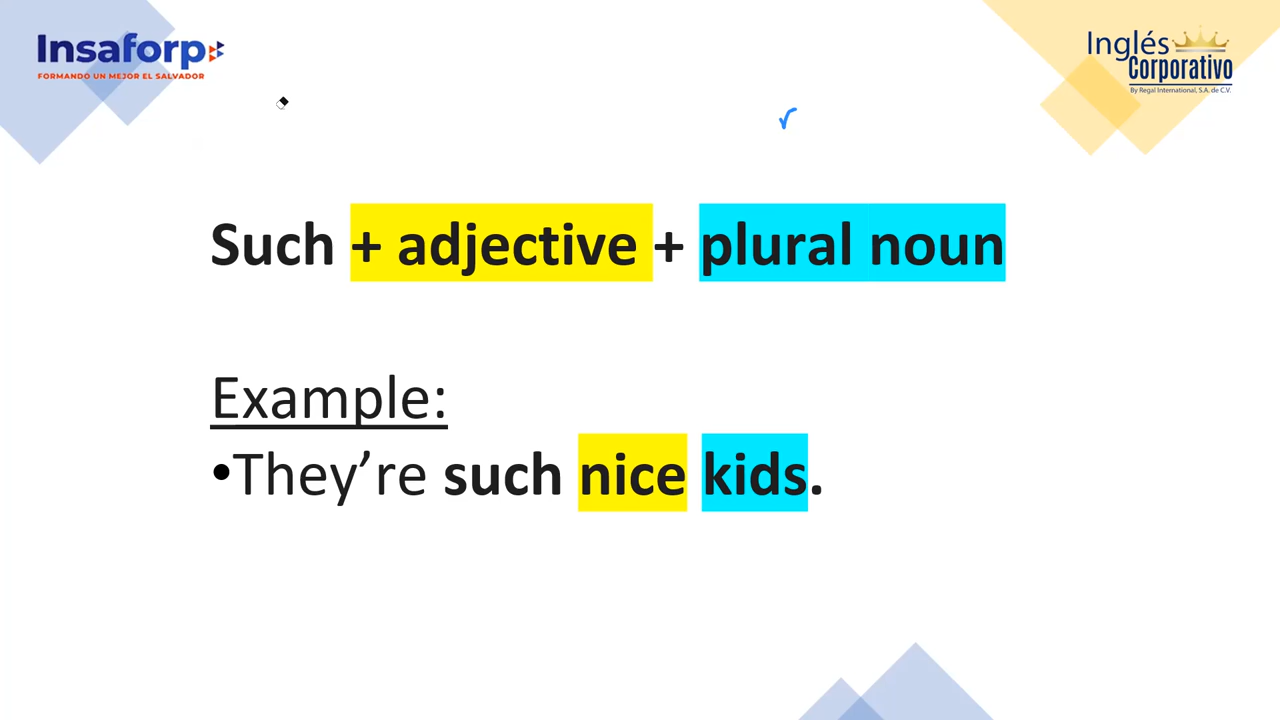 Insaforp
FORMANDO UN MEJOR EL SALVADOR
Inglés
Corporativo
By Regal International, S.A. de C.V.
Such + adjective + plural noun
Example:
•They’re such nice kids.